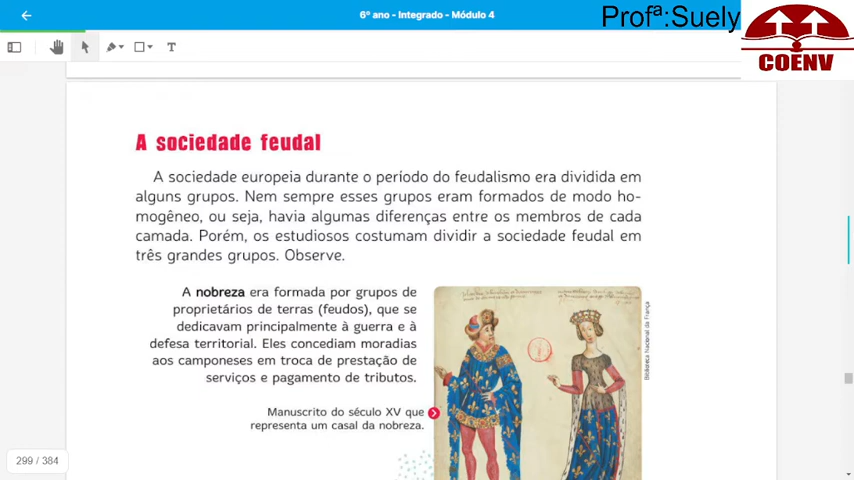 6º ano - Integrado - Módulo 4
Profª:Suely
COENV
T
A sociedade feudal
A sociedade europeia durante o período do feudalismo era dividida em
alguns grupos. Nem sempre esses grupos eram formados de modo ho-
mogêneo, ou seja, havia algumas diferenças entre os membros de cada
camada. Porém, os estudiosos costumam dividir a sociedade feudal em
três grandes grupos. Observe.
A nobreza era formada por grupos de
proprietários de terras (feudos), que se
dedicavam principalmente à guerra e à
defesa territorial. Eles concediam moradias
aos camponeses em troca de prestação de
serviços e pagamento de tributos.
Manuscrito do século XV que
representa um casal da nobreza.
Biblioteca Nacional da França
299 / 384